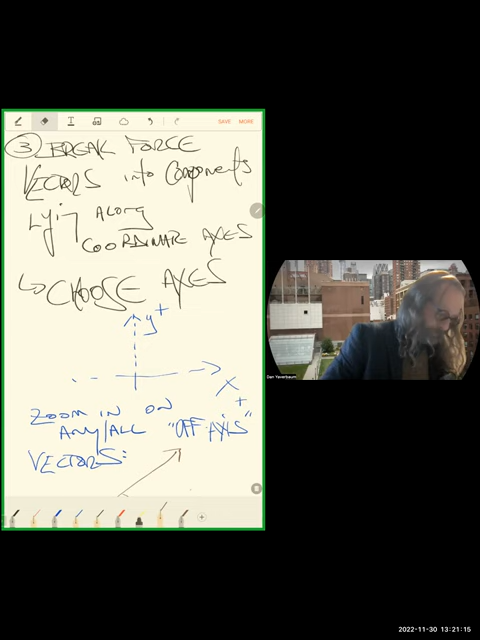 SAVE MORE
③ BREAK FORCE
VECTORS into Components
Lying ALONG
COORDINATE AXES
↳ CHOOSE AXES
y+
x
+
ZOOM IN ON
ANY/ALL "OFF-AXIS"
VECTORS:
Dan Yaverbaum
2022-11-30 13:21:15